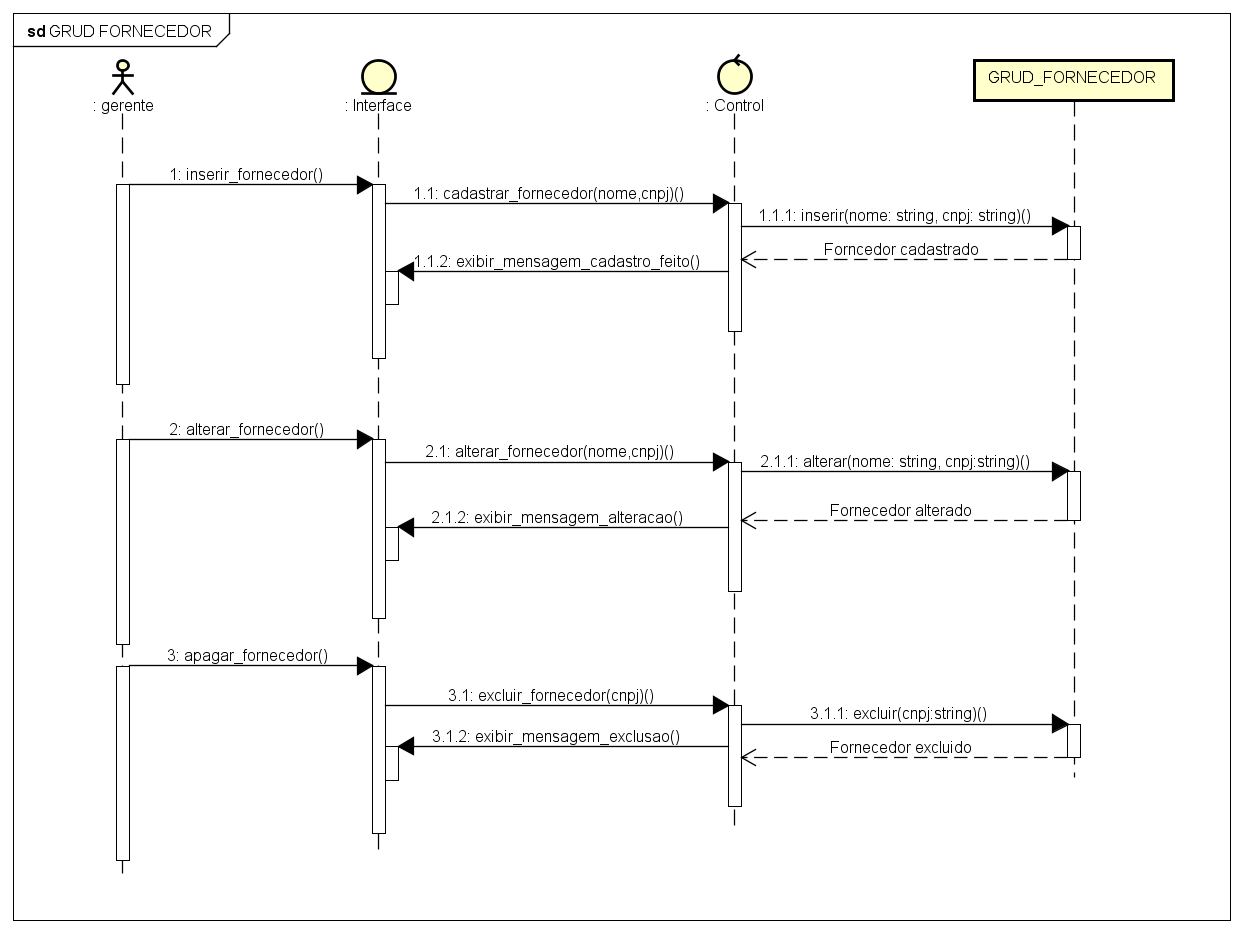 sd GRUD FORNECEDOR
: gerente
: Interface
: Control
GRUD_FORNECEDOR
1: inserir_fornecedor()
1.1: cadastrar_fornecedor(nome,cnpj)()
1.1.1: inserir(nome: string, cnpj: string)()
Forncedor cadastrado
1.1.2: exibir_mensagem_cadastro_feito()
2: alterar_fornecedor()
2.1: alterar_fornecedor(nome,cnpj)()
2.1.1: alterar(nome: string, cnpj:string)()
Fornecedor alterado
2.1.2: exibir_mensagem_alteracao()
3: apagar_fornecedor()
3.1: excluir_fornecedor(cnpj)()
3.1.1: excluir(cnpj:string)()
3.1.2: exibir_mensagem_exclusao()
Fornecedor excluido